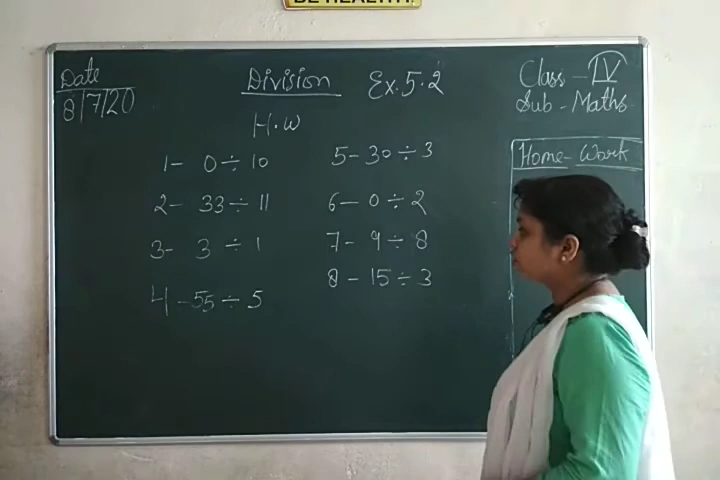 BE HEALTHY.
Date
8/7/20
Division Ex. 5.2
Class - IV
Sub - Maths
H.W
1- 0 ÷ 10
2- 33 ÷ 11
3- 3 ÷ 1
4 - 55 ÷ 5
5- 30 ÷ 3
6- 0 ÷ 2
7- 9 ÷ 8
8 - 15 ÷ 3
Home- Work